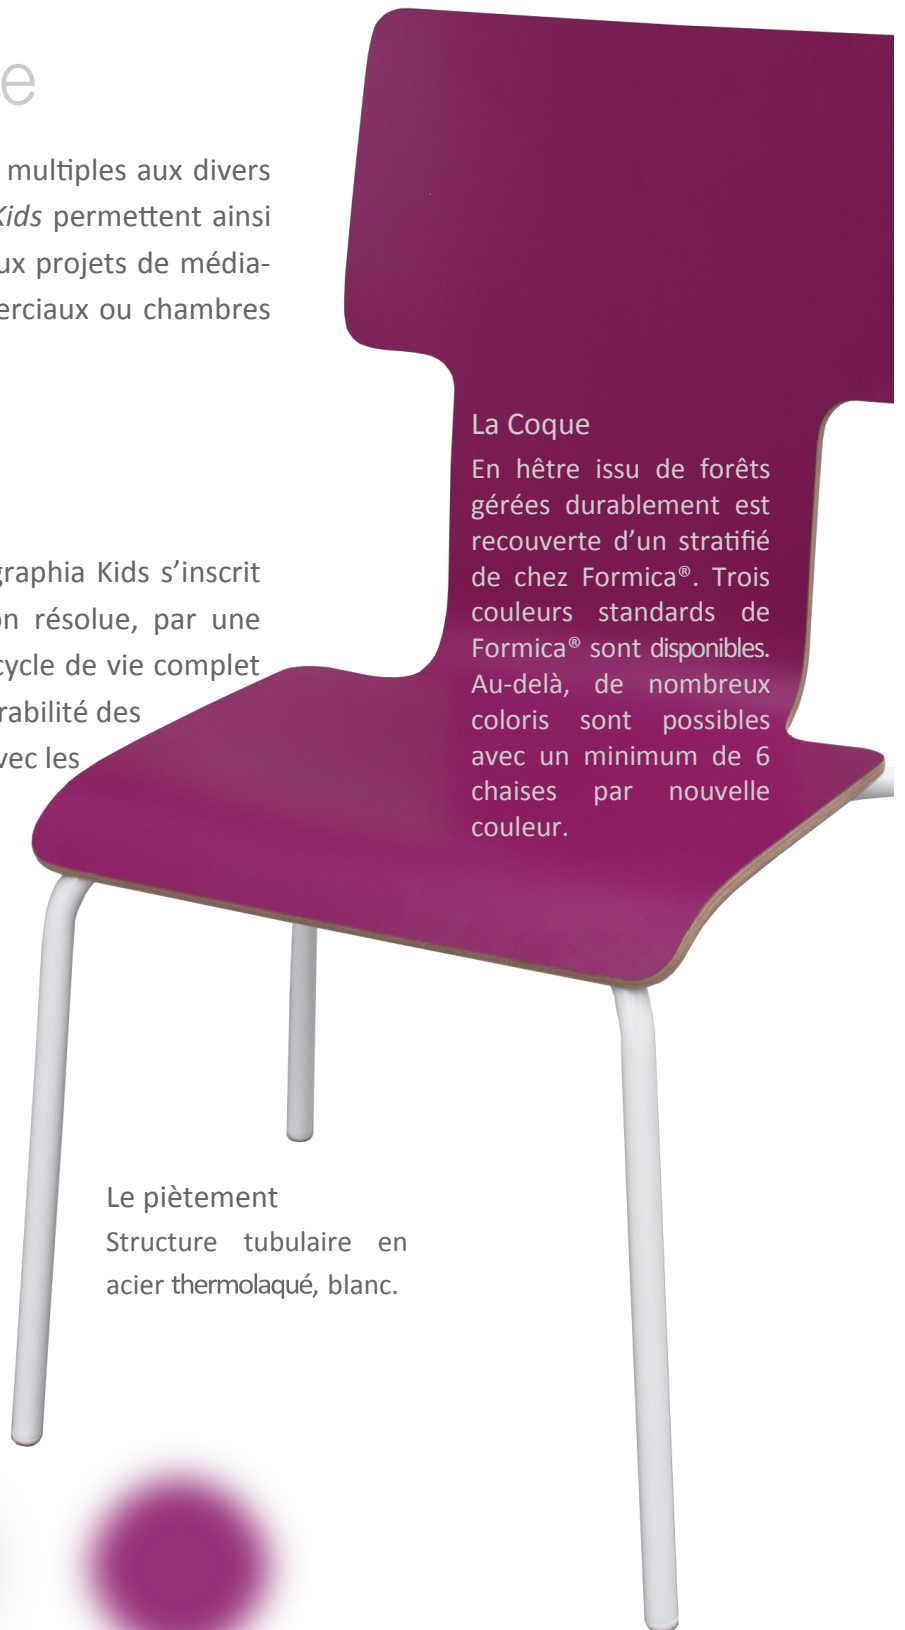 e
multiples aux divers
Kids permettent ainsi
ux projets de média-
erciaux ou chambres
La Coque
En hêtre issu de forêts
gérées durablement est
recouverte d’un stratifié
de chez Formica®. Trois
couleurs standards de
Formica® sont disponibles.
Au-delà, de nombreux
coloris sont possibles
avec un minimum de 6
chaises par nouvelle
couleur.
graphia Kids s’inscrit
on résolue, par une
cycle de vie complet
rabilité des
vec les
Le piètement
Structure tubulaire en
acier thermolaqué, blanc.